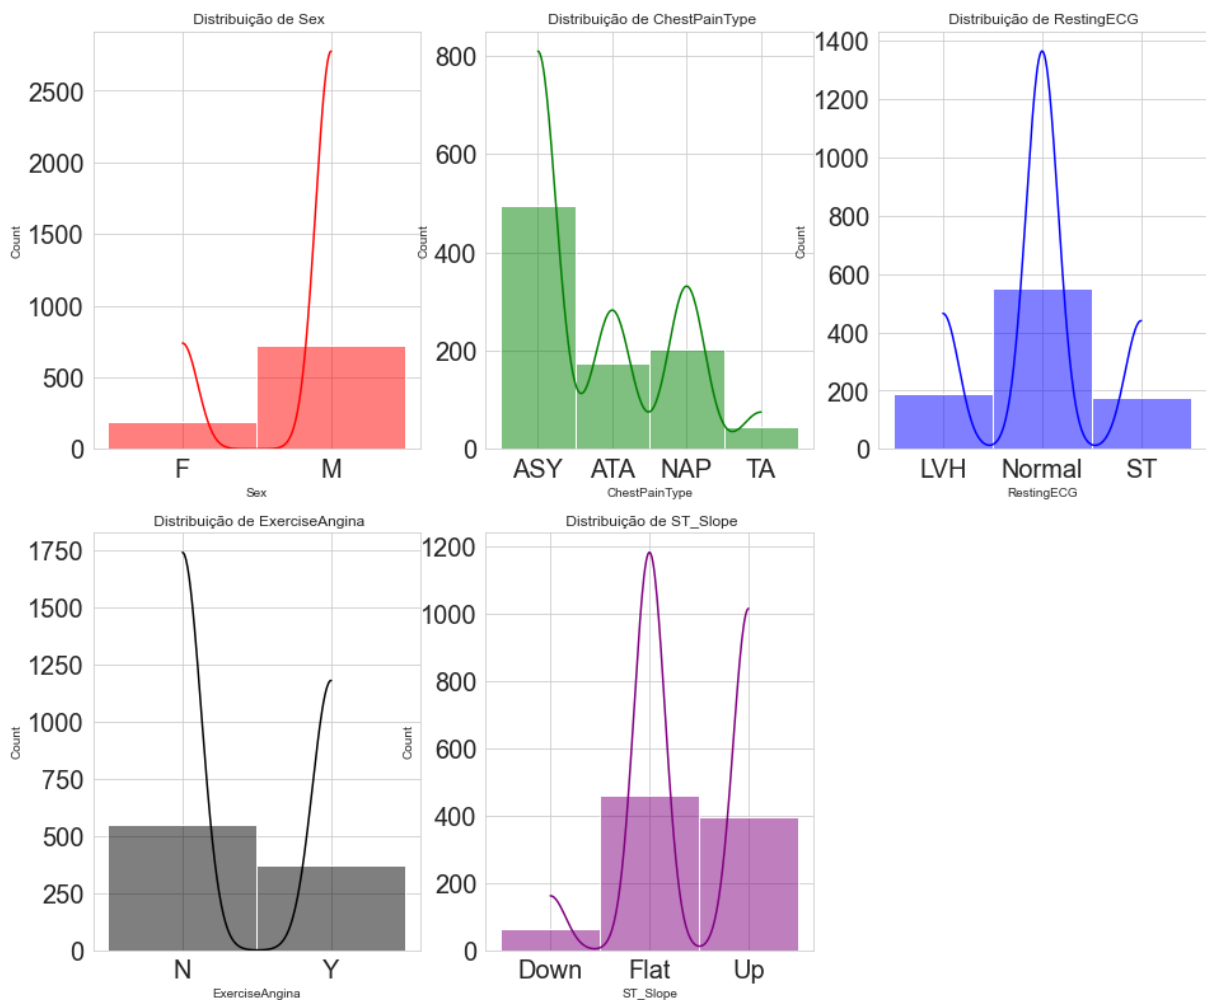 Distribuição de Sex
2500
2000
1500
1000
500
0
Count
F M
Sex
Distribuição de ChestPainType
800
600
400
200
0
Count
ASY ATA NAP TA
ChestPainType
Distribuição de RestingECG
1400
1200
1000
800
600
400
200
0
Count
LVH Normal ST
RestingECG
Distribuição de ExerciseAngina
1750
1500
1250
1000
750
500
250
0
Count
N Y
ExerciseAngina
Distribuição de ST_Slope
1200
1000
800
600
400
200
0
Count
Down Flat Up
ST_Slope